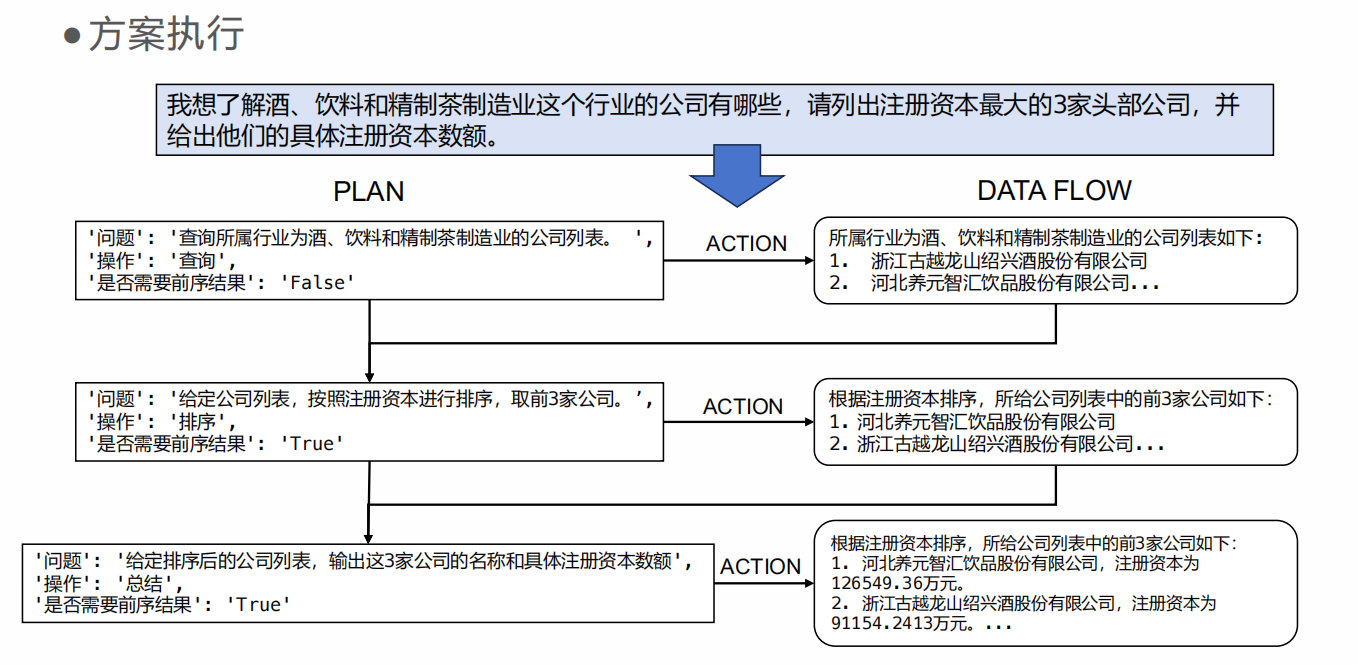 ●方案执行
我想了解酒、饮料和精制茶制造业这个行业的公司有哪些，请列出注册资本最大的3家头部公司，并
给出他们的具体注册资本数额。
PLAN
DATA FLOW
'问题': '查询所属行业为酒、饮料和精制茶制造业的公司列表。 ',
'操作': '查询',
'是否需要前序结果': 'False'
ACTION
所属行业为酒、饮料和精制茶制造业的公司列表如下:
1. 浙江古越龙山绍兴酒股份有限公司
2. 河北养元智汇饮品股份有限公司...
'问题': '给定公司列表，按照注册资本进行排序，取前3家公司。’,
'操作': '排序',
'是否需要前序结果': 'True'
ACTION
根据注册资本排序，所给公司列表中的前3家公司如下:
1. 河北养元智汇饮品股份有限公司
2. 浙江古越龙山绍兴酒股份有限公司...
'问题': '给定排序后的公司列表，输出这3家公司的名称和具体注册资本数额',
'操作': '总结',
'是否需要前序结果': 'True'
ACTION
根据注册资本排序，所给公司列表中的前3家公司如下:
1. 河北养元智汇饮品股份有限公司，注册资本为
126549.36万元。
2. 浙江古越龙山绍兴酒股份有限公司，注册资本为
91154.2413万元。...